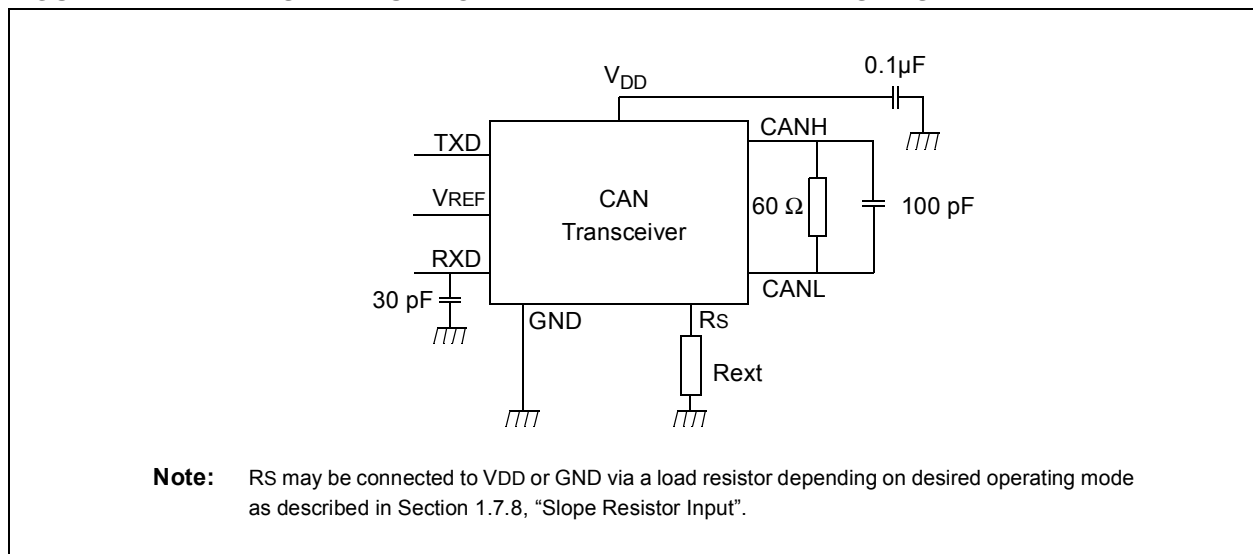 0.1µF
VDD
TXD
CANH
VREF
CAN
Transceiver
60 Ω
100 pF
RXD
CANL
30 pF
GND
RS
Rext
Note: RS may be connected to VDD or GND via a load resistor depending on desired operating mode
as described in Section 1.7.8, “Slope Resistor Input”.